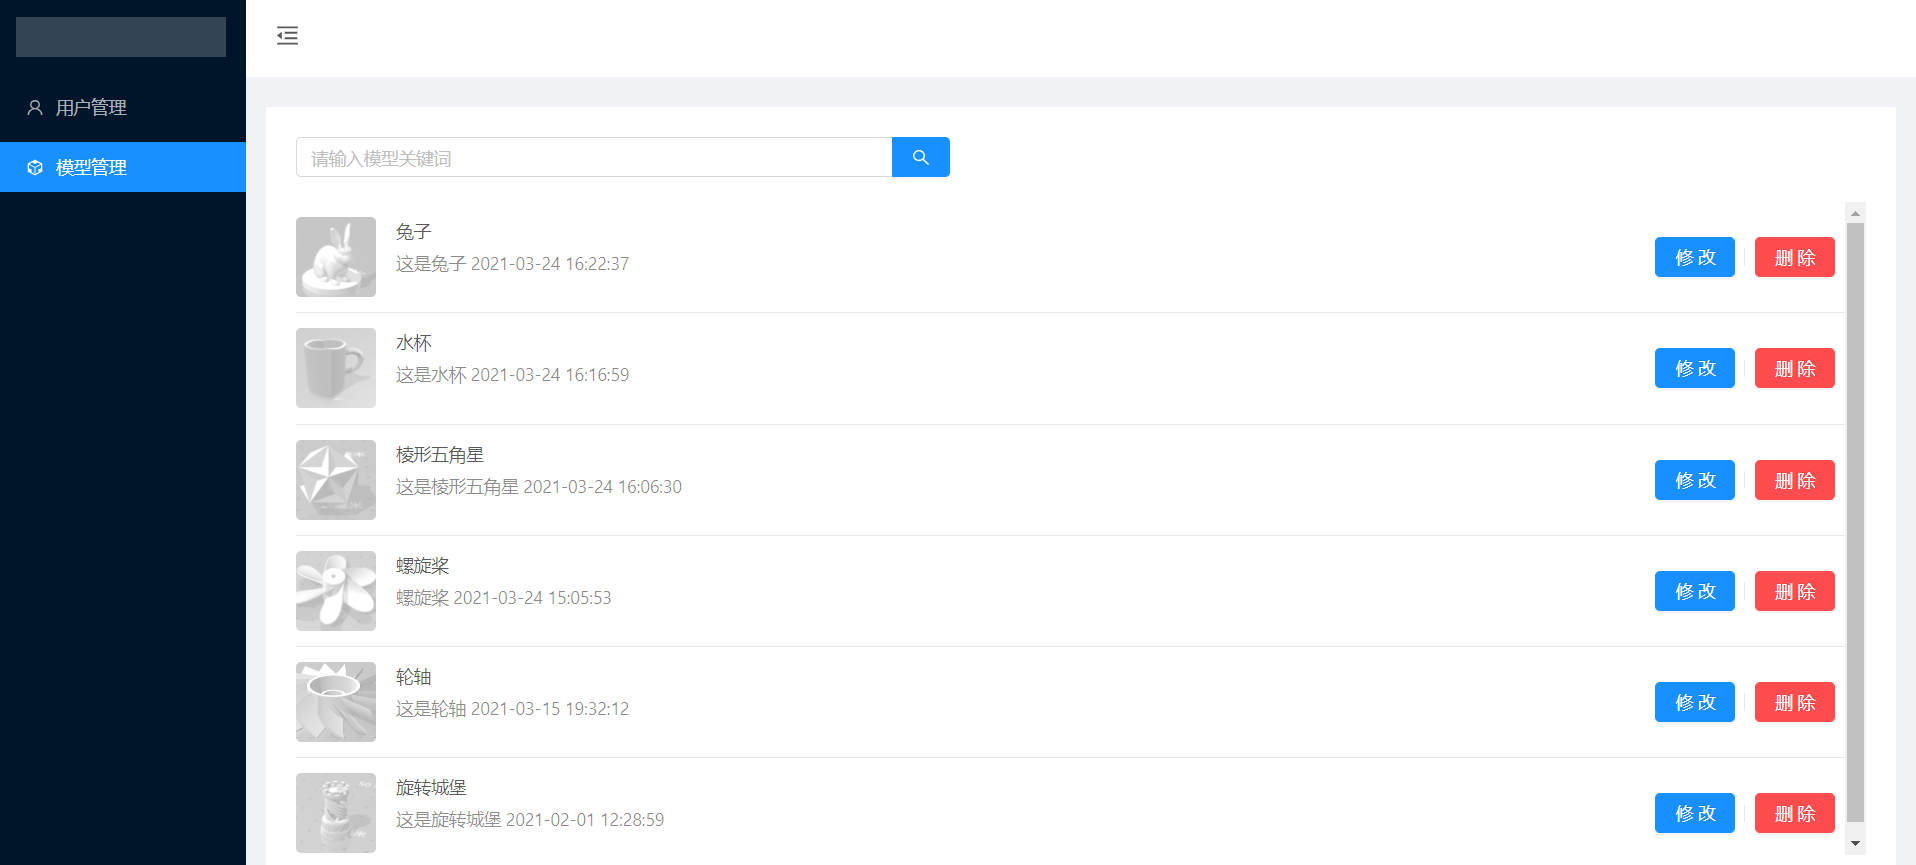 用户管理
模型管理
请输入模型关键词
兔子
这是兔子 2021-03-24 16:22:37
修 改
删 除
水杯
这是水杯 2021-03-24 16:16:59
修 改
删 除
棱形五角星
这是棱形五角星 2021-03-24 16:06:30
修 改
删 除
螺旋桨
螺旋桨 2021-03-24 15:05:53
修 改
删 除
轮轴
这是轮轴 2021-03-15 19:32:12
修 改
删 除
旋转城堡
这是旋转城堡 2021-02-01 12:28:59
修 改
删 除